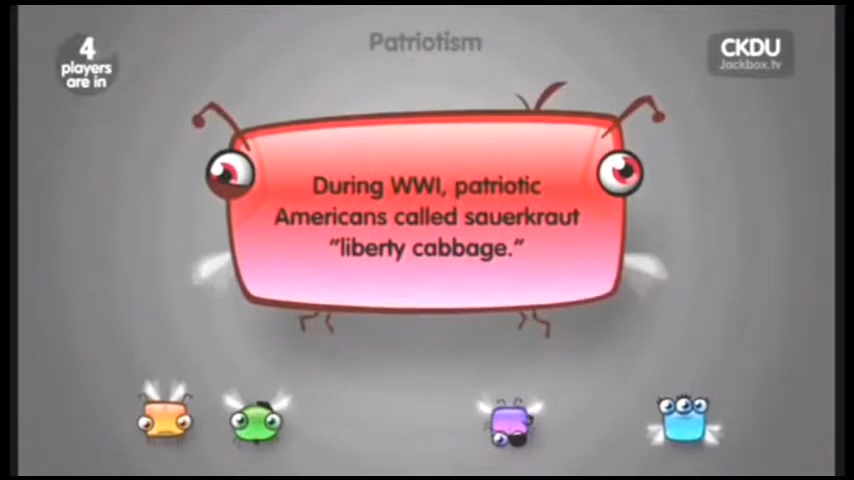 Patriotism
4
players
are in
CKDU
Jackbox.tv
During WWI, patriotic
Americans called sauerkraut
"liberty cabbage."